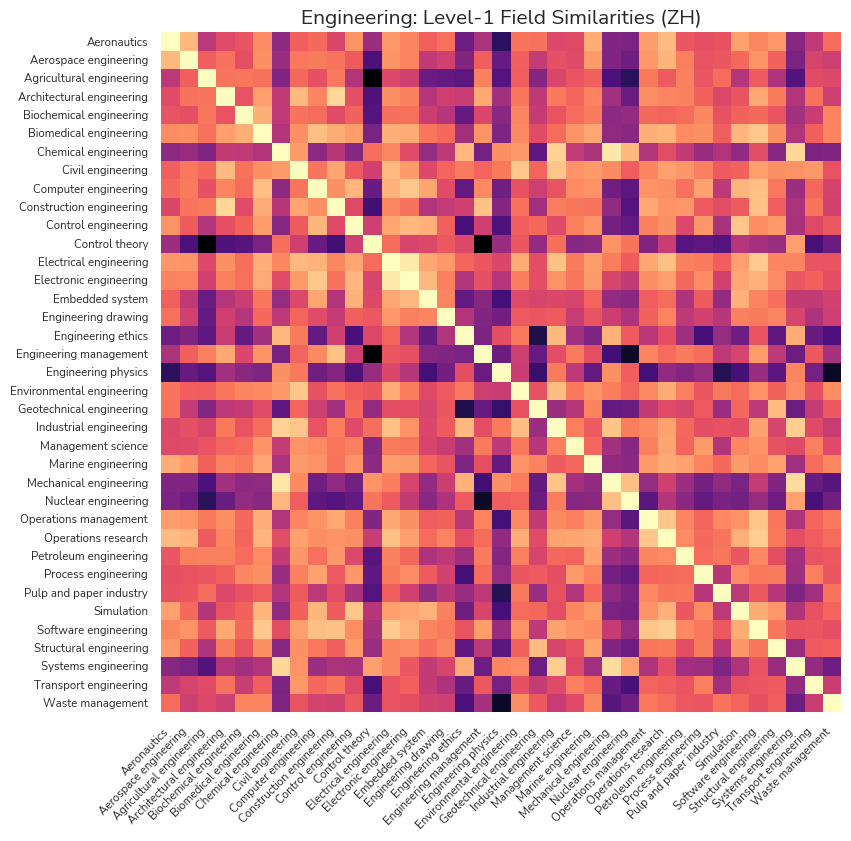 Engineering: Level-1 Field Similarities (ZH)
Aeronautics
Aerospace engineering
Agricultural engineering
Architectural engineering
Biochemical engineering
Biomedical engineering
Chemical engineering
Civil engineering
Computer engineering
Construction engineering
Control engineering
Control theory
Electrical engineering
Electronic engineering
Embedded system
Engineering drawing
Engineering ethics
Engineering management
Engineering physics
Environmental engineering
Geotechnical engineering
Industrial engineering
Management science
Marine engineering
Mechanical engineering
Nuclear engineering
Operations management
Operations research
Petroleum engineering
Process engineering
Pulp and paper industry
Simulation
Software engineering
Structural engineering
Systems engineering
Transport engineering
Waste management
Aeronautics
Aerospace engineering
Agricultural engineering
Architectural engineering
Biochemical engineering
Biomedical engineering
Chemical engineering
Civil engineering
Computer engineering
Construction engineering
Control engineering
Control theory
Electrical engineering
Electronic engineering
Embedded system
Engineering drawing
Engineering ethics
Engineering management
Engineering physics
Environmental engineering
Geotechnical engineering
Industrial engineering
Management science
Marine engineering
Mechanical engineering
Nuclear engineering
Operations management
Operations research
Petroleum engineering
Process engineering
Pulp and paper industry
Simulation
Software engineering
Structural engineering
Systems engineering
Transport engineering
Waste management